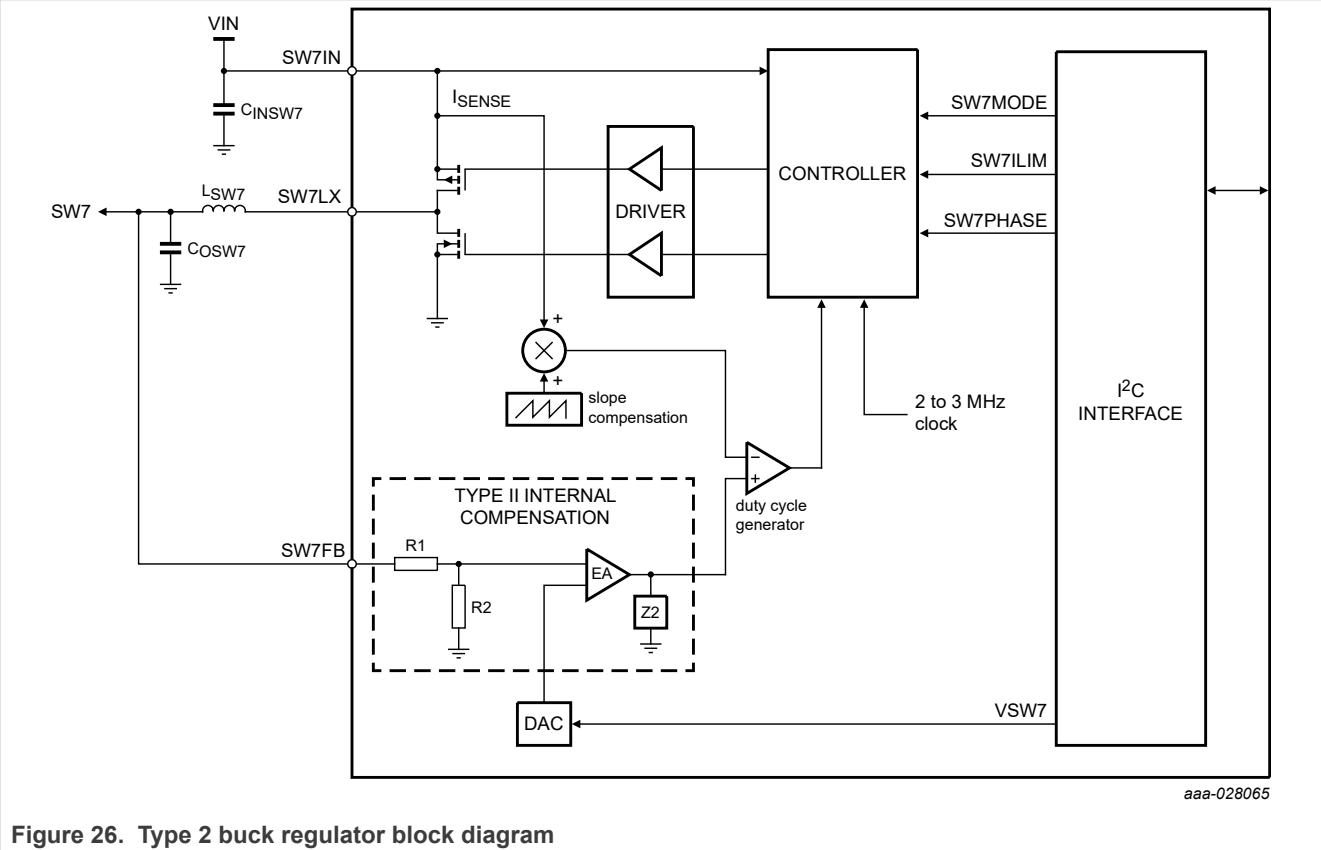 VIN
SW7IN
CINSW7
ISENSE
SW7LX
LSW7
SW7
COSW7
DRIVER
CONTROLLER
SW7MODE
SW7ILIM
SW7PHASE
I2C
INTERFACE
+
+
slope
compensation
2 to 3 MHz
clock
−
+
duty cycle
generator
TYPE II INTERNAL
COMPENSATION
SW7FB
R1
R2
EA
Z2
DAC
VSW7
aaa-028065
Figure 26. Type 2 buck regulator block diagram